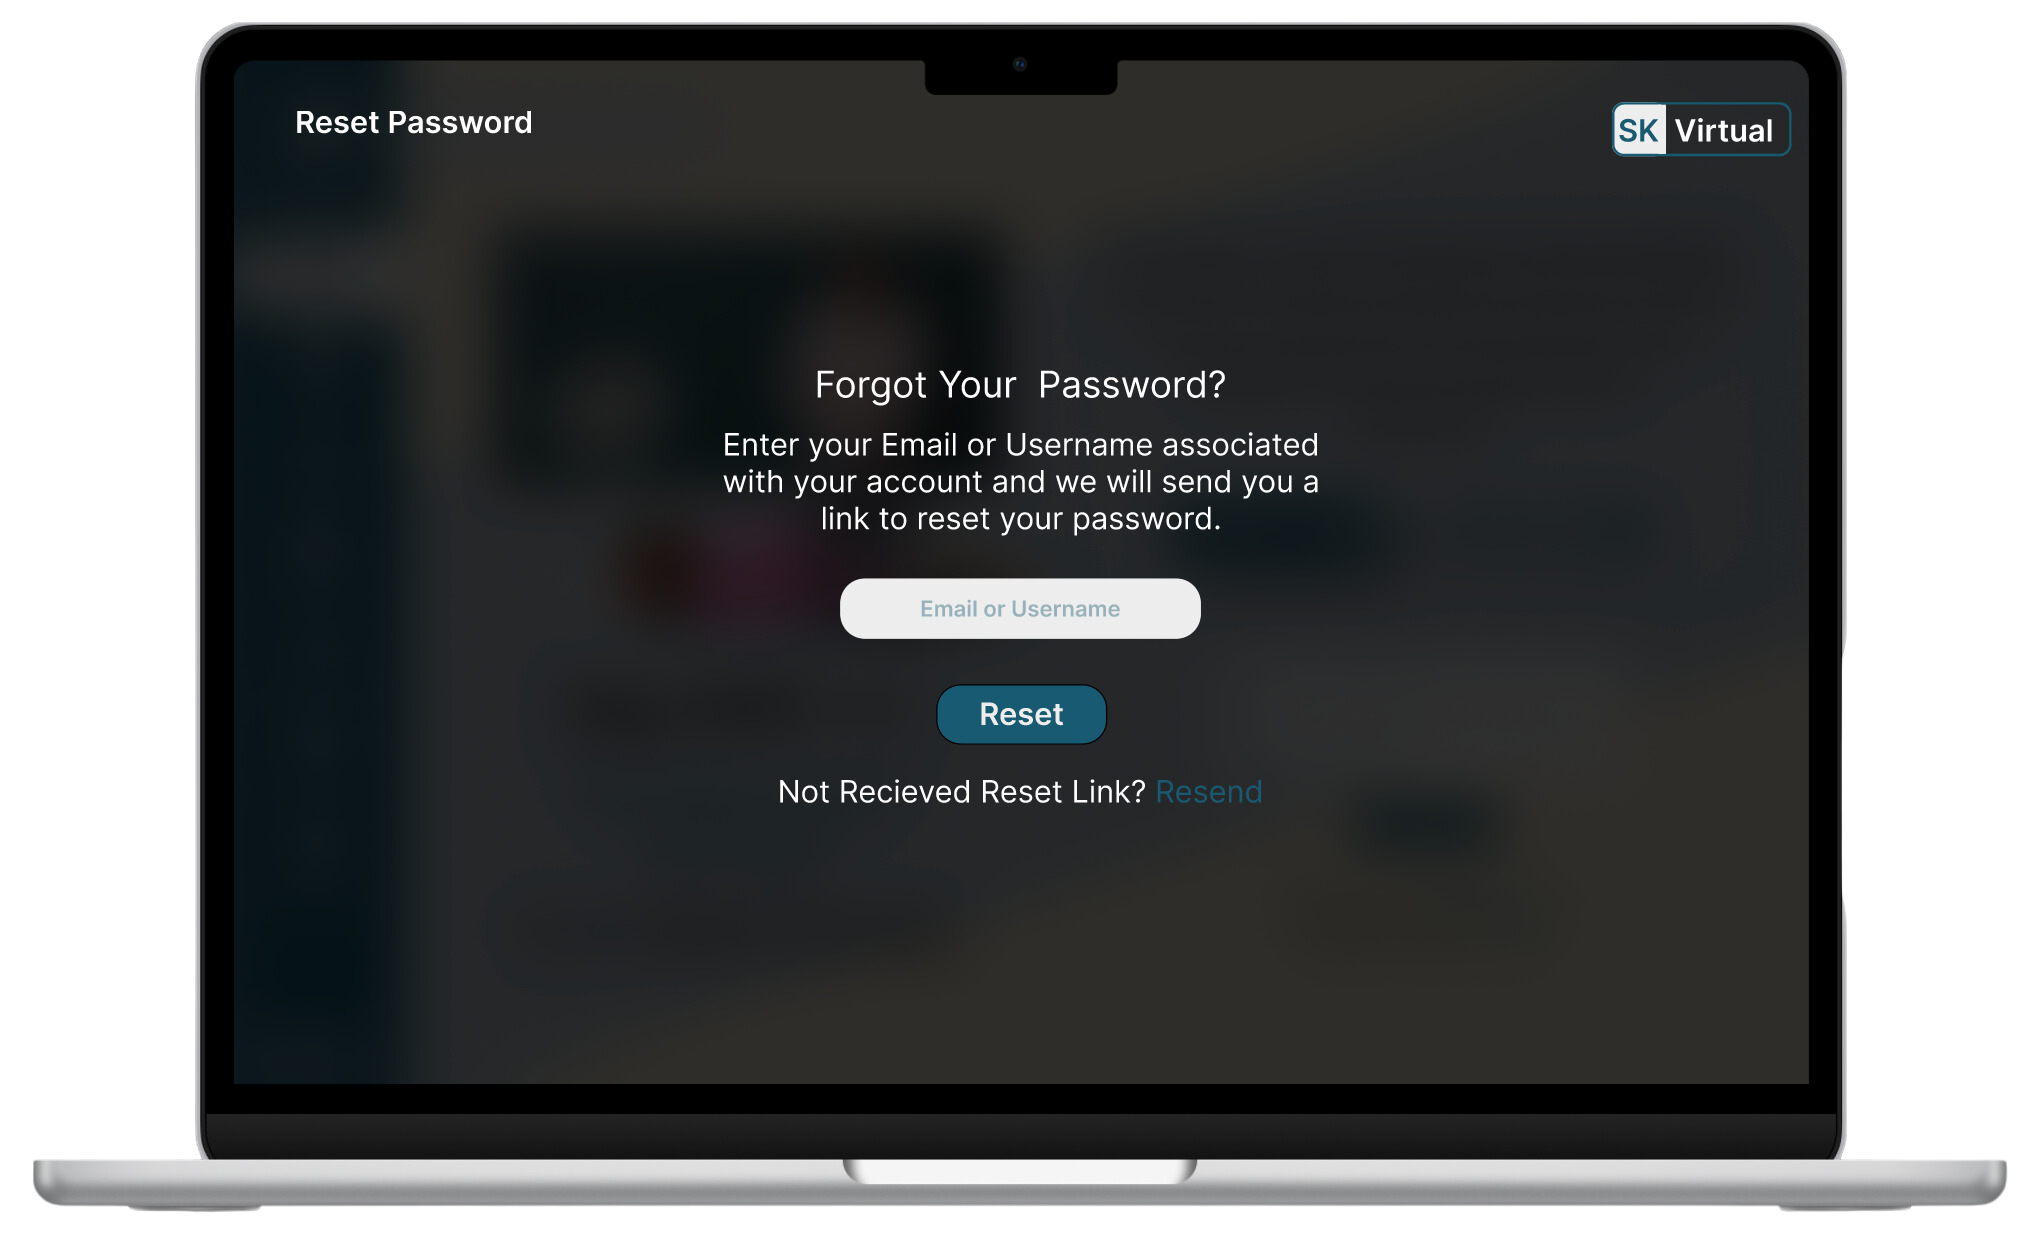 Reset Password
SK Virtual
Forgot Your  Password?
Enter your Email or Username associated
with your account and we will send you a
link to reset your password.
Email or Username
Reset
Not Recieved Reset Link? Resend